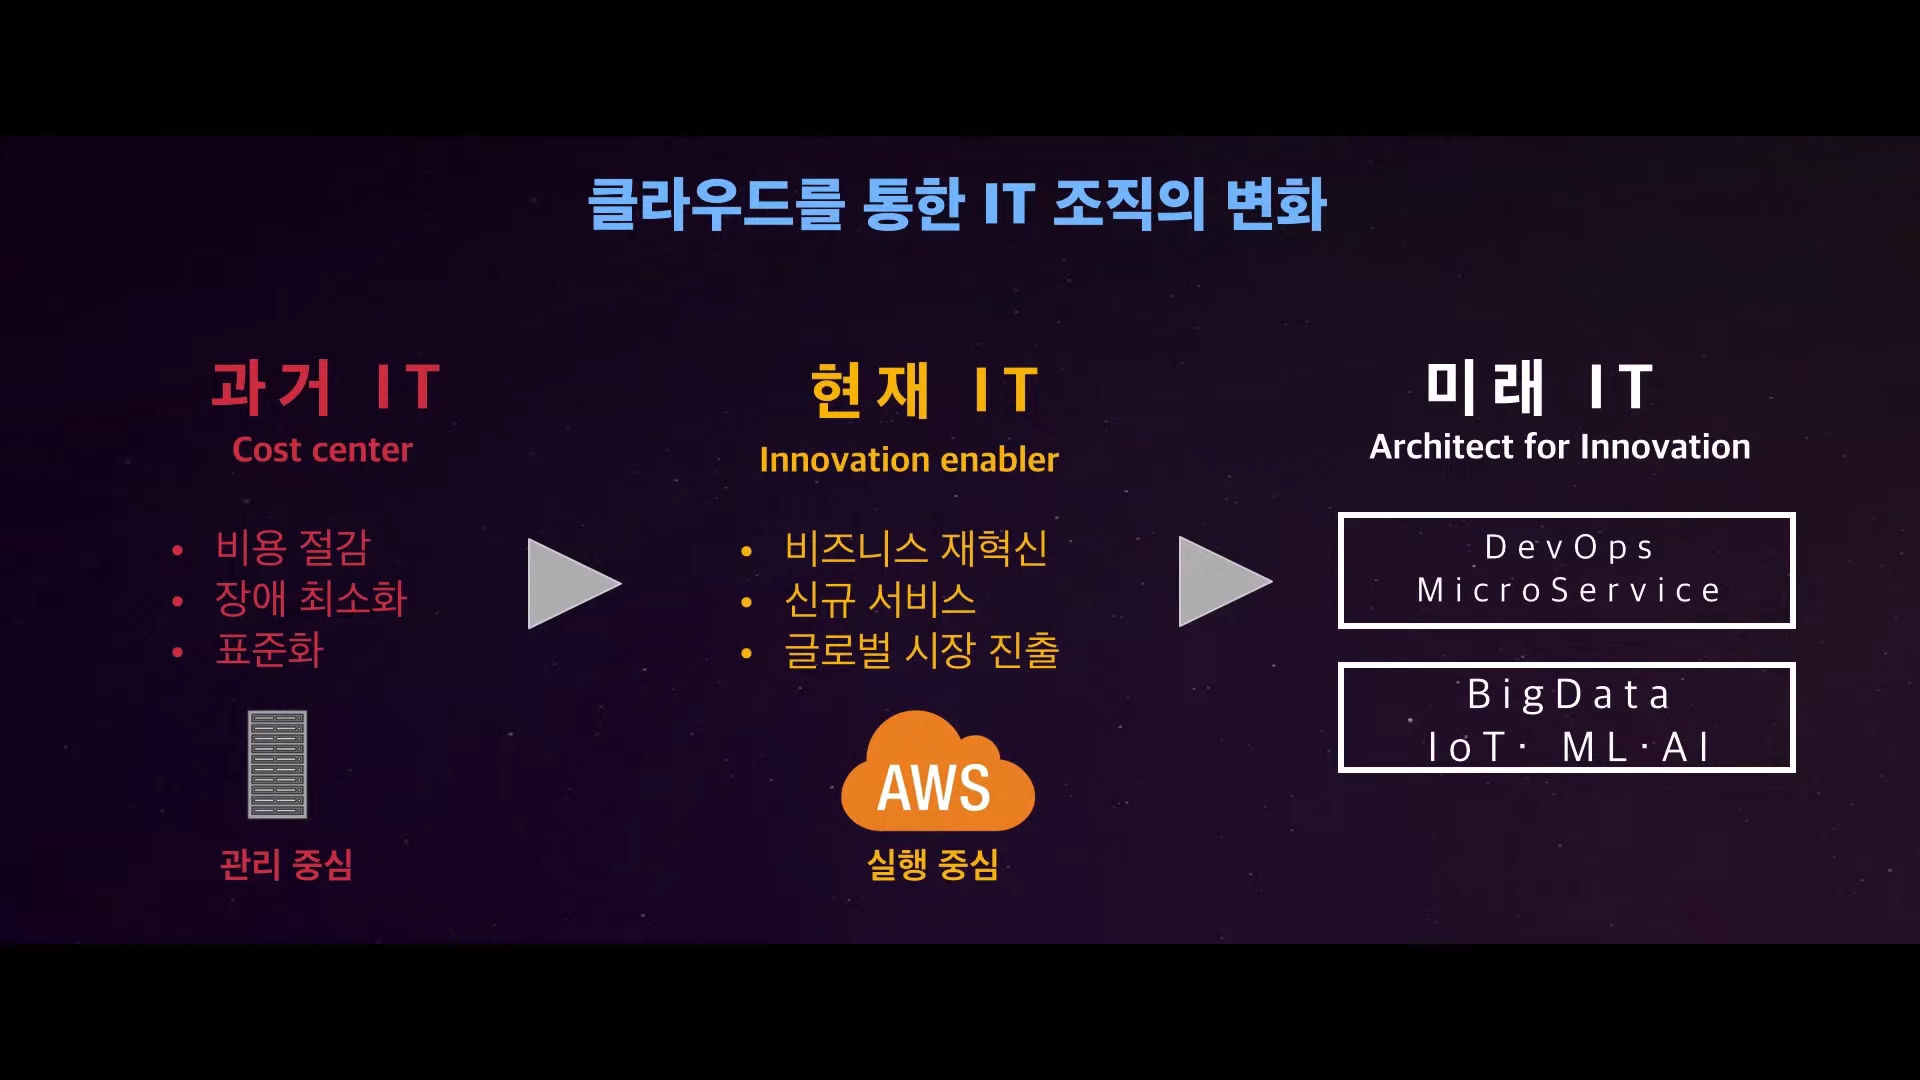 클라우드를 통한 IT 조직의 변화
과거 IT
Cost center
• 비용 절감
• 장애 최소화
• 표준화
관리 중심
현재 IT
Innovation enabler
• 비즈니스 재혁신
• 신규 서비스
• 글로벌 시장 진출
AWS
실행 중심
미래 IT
Architect for Innovation
DevOps
MicroService
BigData
IoT· ML·AI